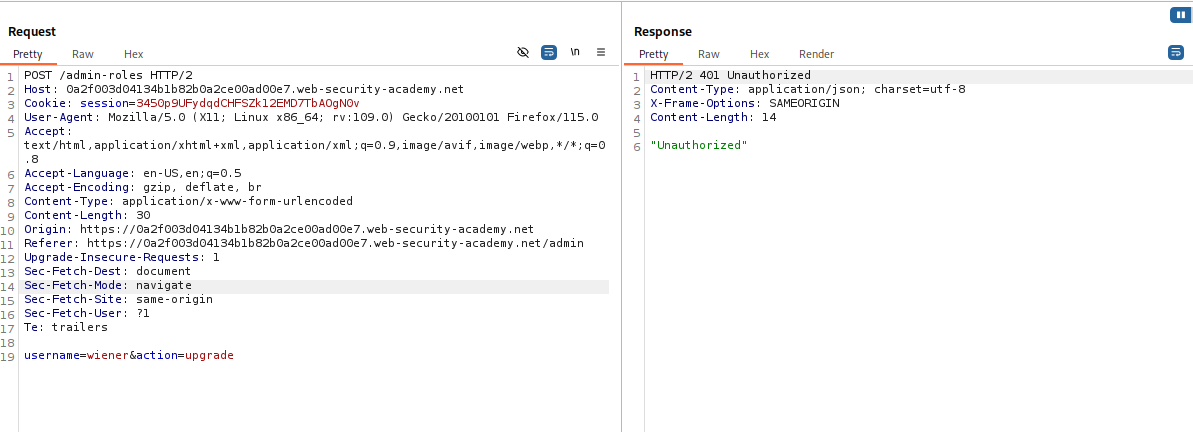 Request
Pretty Raw Hex
\n
1 POST /admin-roles HTTP/2
2 Host: 0a2f003d04134b1b82b0a2ce00ad00e7.web-security-academy.net
3 Cookie: session=3450p9UFydqdCHFSZk12EMD7TbAOgN0v
4 User-Agent: Mozilla/5.0 (X11; Linux x86_64; rv:109.0) Gecko/20100101 Firefox/115.0
5 Accept:
text/html,application/xhtml+xml,application/xml;q=0.9,image/avif,image/webp,*/*;q=0
.8
6 Accept-Language: en-US,en;q=0.5
7 Accept-Encoding: gzip, deflate, br
8 Content-Type: application/x-www-form-urlencoded
9 Content-Length: 30
10 Origin: https://0a2f003d04134b1b82b0a2ce00ad00e7.web-security-academy.net
11 Referer: https://0a2f003d04134b1b82b0a2ce00ad00e7.web-security-academy.net/admin
12 Upgrade-Insecure-Requests: 1
13 Sec-Fetch-Dest: document
14 Sec-Fetch-Mode: navigate
15 Sec-Fetch-Site: same-origin
16 Sec-Fetch-User: ?1
17 Te: trailers
18
19 username=wiener&action=upgrade
Response
Pretty Raw Hex Render
1 HTTP/2 401 Unauthorized
2 Content-Type: application/json; charset=utf-8
3 X-Frame-Options: SAMEORIGIN
4 Content-Length: 14
5
6 "Unauthorized"